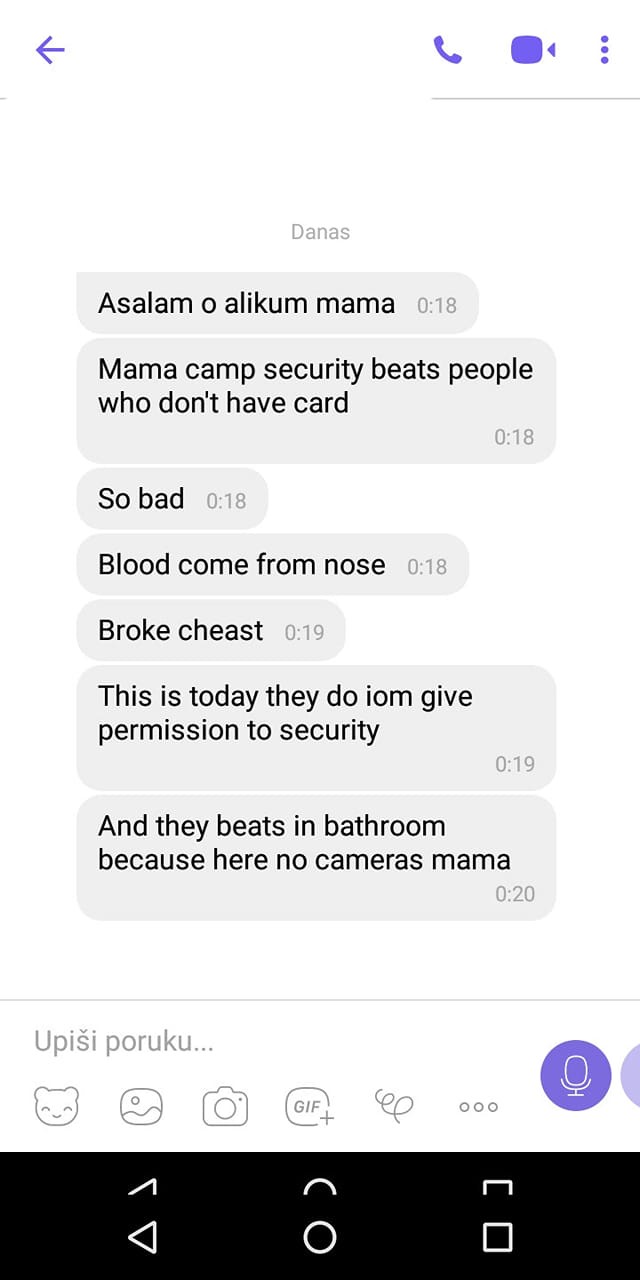 Danas
Asalam o alikum mama 0:18
Mama camp security beats people
who don't have card
0:18
So bad 0:18
Blood come from nose 0:18
Broke cheast 0:19
This is today they do iom give
permission to security
0:19
And they beats in bathroom
because here no cameras mama
0:20
Upiši poruku...
GIF